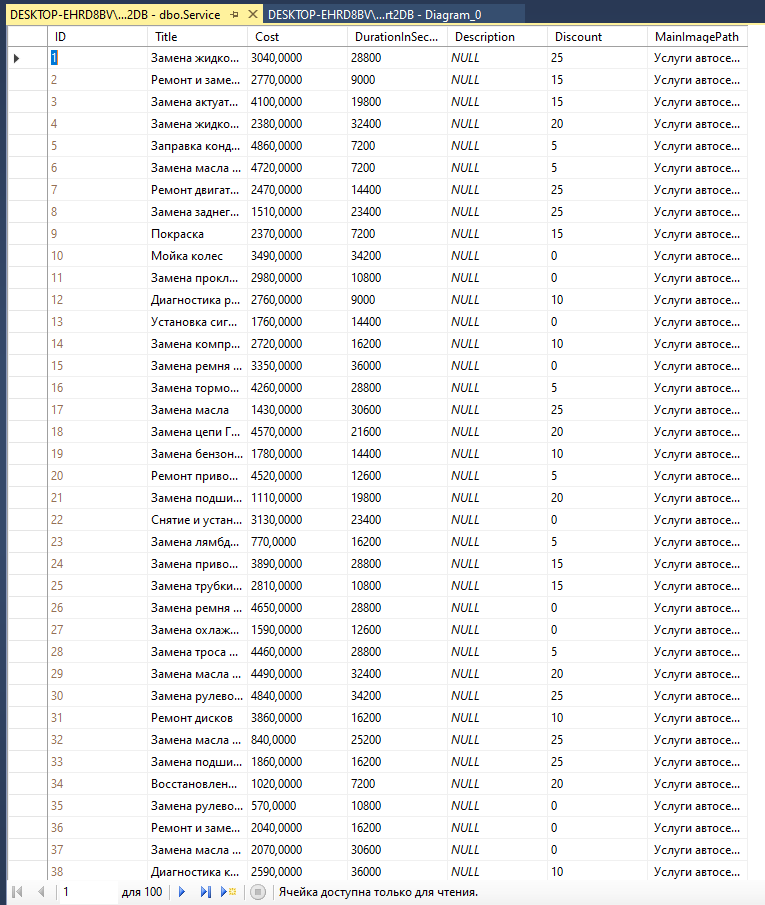 DESKTOP-EHRD8BV\...2DB - dbo.Service DESKTOP-EHRD8BV\...rt2DB - Diagram_0
ID Title Cost DurationInSec... Description Discount MainImagePath
1 Замена жидко... 3040,0000 28800 NULL 25 Услуги автосе...
2 Ремонт и заме... 2770,0000 9000 NULL 15 Услуги автосе...
3 Замена актуат... 4100,0000 19800 NULL 15 Услуги автосе...
4 Замена жидко... 2380,0000 32400 NULL 20 Услуги автосе...
5 Заправка конд... 4860,0000 7200 NULL 5 Услуги автосе...
6 Замена масла ... 4720,0000 7200 NULL 5 Услуги автосе...
7 Ремонт двигат... 2470,0000 14400 NULL 25 Услуги автосе...
8 Замена заднег... 1510,0000 23400 NULL 25 Услуги автосе...
9 Покраска 2370,0000 7200 NULL 15 Услуги автосе...
10 Мойка колес 3490,0000 34200 NULL 0 Услуги автосе...
11 Замена прокл... 2980,0000 10800 NULL 0 Услуги автосе...
12 Диагностика р... 2760,0000 9000 NULL 10 Услуги автосе...
13 Установка сиг... 1760,0000 14400 NULL 0 Услуги автосе...
14 Замена компр... 2720,0000 16200 NULL 10 Услуги автосе...
15 Замена ремня ... 3350,0000 36000 NULL 0 Услуги автосе...
16 Замена тормо... 4260,0000 28800 NULL 5 Услуги автосе...
17 Замена масла 1430,0000 30600 NULL 25 Услуги автосе...
18 Замена цепи Г... 4570,0000 21600 NULL 20 Услуги автосе...
19 Замена бензон... 1780,0000 14400 NULL 10 Услуги автосе...
20 Ремонт приво... 4520,0000 12600 NULL 5 Услуги автосе...
21 Замена подши... 1110,0000 19800 NULL 20 Услуги автосе...
22 Снятие и устан... 3130,0000 23400 NULL 0 Услуги автосе...
23 Замена лямбд... 770,0000 16200 NULL 5 Услуги автосе...
24 Замена приво... 3890,0000 28800 NULL 15 Услуги автосе...
25 Замена трубки... 2810,0000 10800 NULL 15 Услуги автосе...
26 Замена ремня ... 4650,0000 28800 NULL 0 Услуги автосе...
27 Замена охлаж... 1590,0000 12600 NULL 0 Услуги автосе...
28 Замена троса ... 4460,0000 28800 NULL 5 Услуги автосе...
29 Замена масла ... 4490,0000 32400 NULL 20 Услуги автосе...
30 Замена рулево... 4840,0000 34200 NULL 25 Услуги автосе...
31 Ремонт дисков 3860,0000 16200 NULL 10 Услуги автосе...
32 Замена масла ... 840,0000 25200 NULL 25 Услуги автосе...
33 Замена подши... 1860,0000 16200 NULL 25 Услуги автосе...
34 Восстановлен... 1020,0000 7200 NULL 20 Услуги автосе...
35 Замена рулево... 570,0000 10800 NULL 0 Услуги автосе...
36 Ремонт и заме... 2040,0000 16200 NULL 0 Услуги автосе...
37 Замена масла ... 2070,0000 30600 NULL 0 Услуги автосе...
38 Диагностика к... 2590,0000 36000 NULL 10 Услуги автосе...
1 для 100 Ячейка доступна только для чтения.